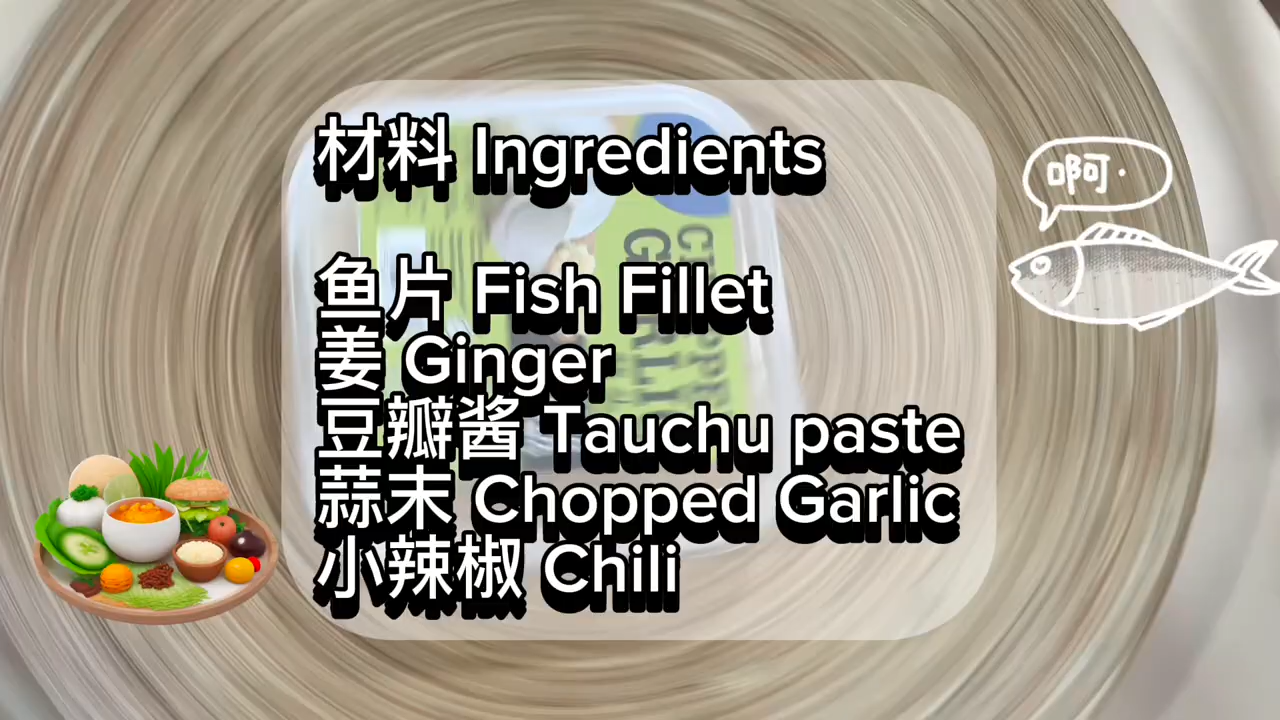 材料 Ingredients
鱼片 Fish Fillet
姜 Ginger
豆瓣酱 Tauchu paste
蒜末 Chopped Garlic
小辣椒 Chili
啊·